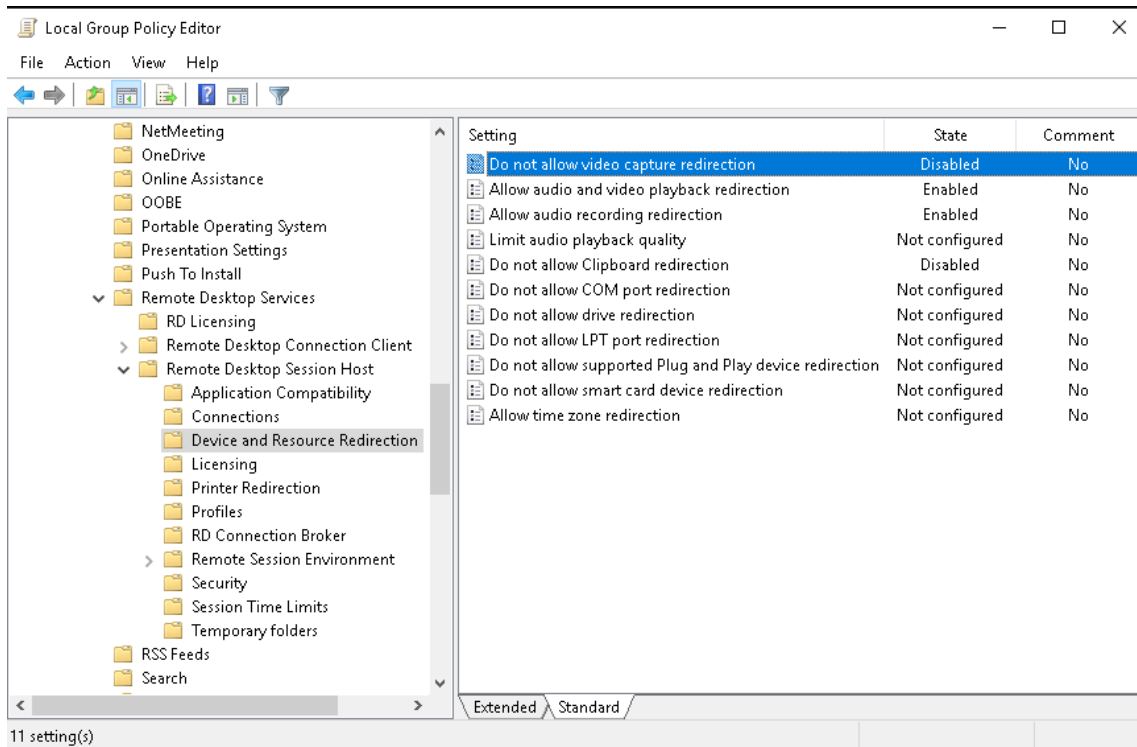 Local Group Policy Editor
File Action View Help
NetMeeting
OneDrive
Online Assistance
OOBE
Portable Operating System
Presentation Settings
Push To Install
Remote Desktop Services
RD Licensing
Remote Desktop Connection Client
Remote Desktop Session Host
Application Compatibility
Connections
Device and Resource Redirection
Licensing
Printer Redirection
Profiles
RD Connection Broker
Remote Session Environment
Security
Session Time Limits
Temporary folders
RSS Feeds
Search
Setting State Comment
Do not allow video capture redirection Disabled No
Allow audio and video playback redirection Enabled No
Allow audio recording redirection Enabled No
Limit audio playback quality Not configured No
Do not allow Clipboard redirection Disabled No
Do not allow COM port redirection Not configured No
Do not allow drive redirection Not configured No
Do not allow LPT port redirection Not configured No
Do not allow supported Plug and Play device redirection Not configured No
Do not allow smart card device redirection Not configured No
Allow time zone redirection Not configured No
Extended Standard
11 setting(s)